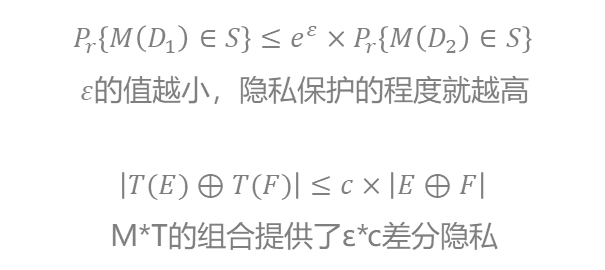 Pᵣ{M(D₁) ∈ S} ≤ e^ε × Pᵣ{M(D₂) ∈ S}
ε的值越小，隐私保护的程度就越高
|T(E) ⊕ T(F)| ≤ c × |E ⊕ F|
M*T的组合提供了ε*c差分隐私